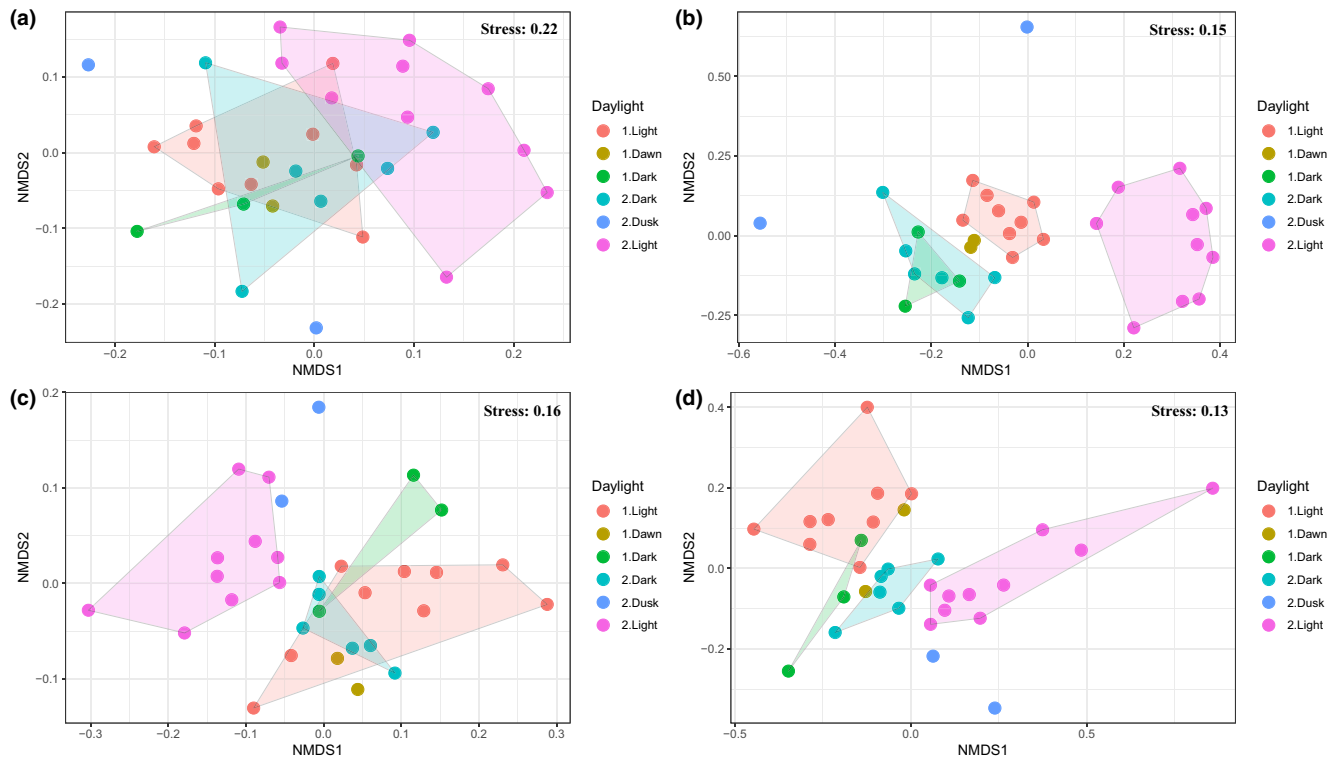 (a)
Stress: 0.22
NMDS2
0.1
0.0
−0.1
−0.2
−0.2
−0.1
0.0
0.1
0.2
NMDS1
Daylight
1.Light
1.Dawn
1.Dark
2.Dark
2.Dusk
2.Light
(b)
Stress: 0.15
NMDS2
0.50
0.25
0.00
−0.25
−0.6
−0.4
−0.2
0.0
0.2
0.4
NMDS1
Daylight
1.Light
1.Dawn
1.Dark
2.Dark
2.Dusk
2.Light
(c)
Stress: 0.16
NMDS2
0.2
0.1
0.0
−0.1
−0.3
−0.2
−0.1
0.0
0.1
0.2
0.3
NMDS1
Daylight
1.Light
1.Dawn
1.Dark
2.Dark
2.Dusk
2.Light
(d)
Stress: 0.13
NMDS2
0.4
0.2
0.0
−0.2
−0.5
0.0
0.5
NMDS1
Daylight
1.Light
1.Dawn
1.Dark
2.Dark
2.Dusk
2.Light